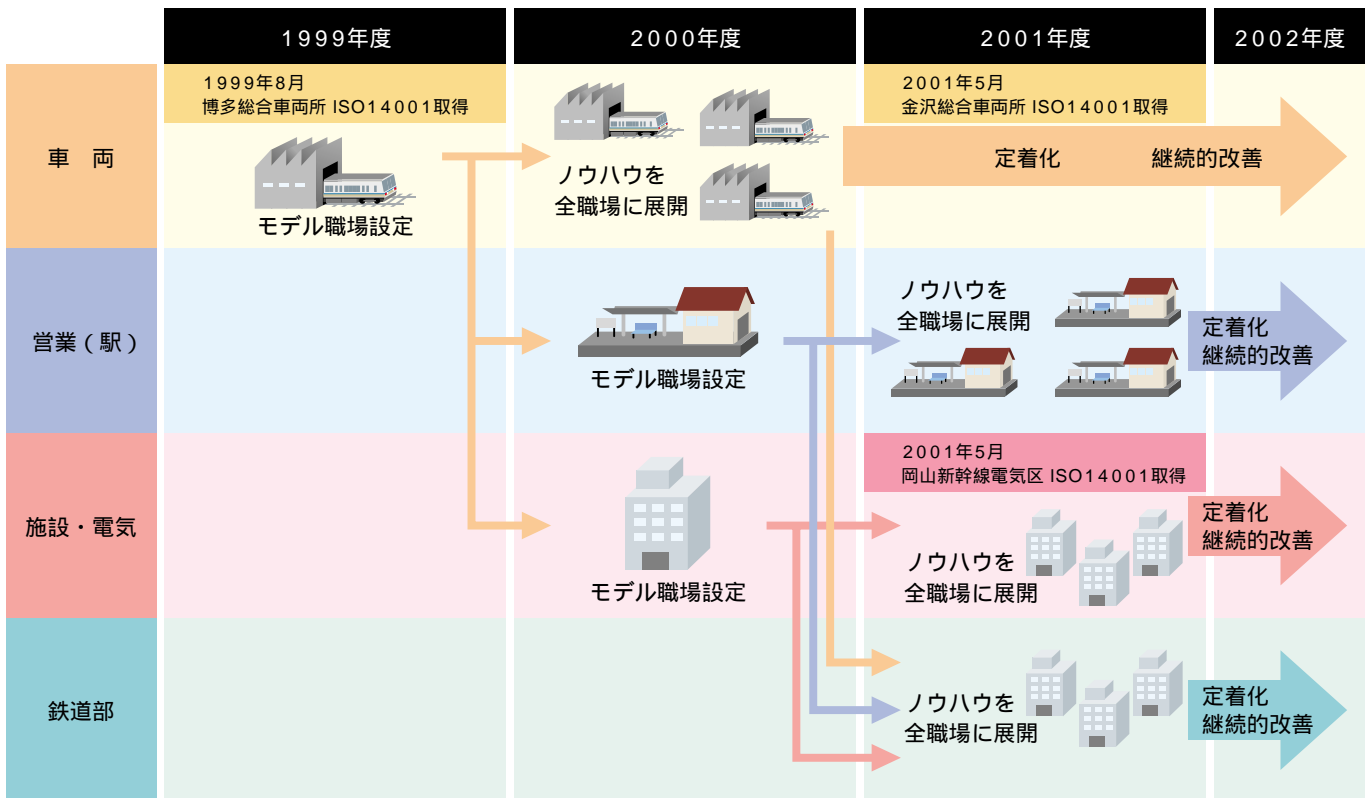 1999年度
2000年度
2001年度
2002年度
車　両
1999年8月
博多総合車両所 ISO14001取得
モデル職場設定
ノウハウを
全職場に展開
2001年5月
金沢総合車両所 ISO14001取得
定着化
継続的改善
営業（駅）
モデル職場設定
ノウハウを
全職場に展開
定着化
継続的改善
施設・電気
モデル職場設定
2001年5月
岡山新幹線電気区 ISO14001取得
ノウハウを
全職場に展開
定着化
継続的改善
鉄道部
ノウハウを
全職場に展開
定着化
継続的改善